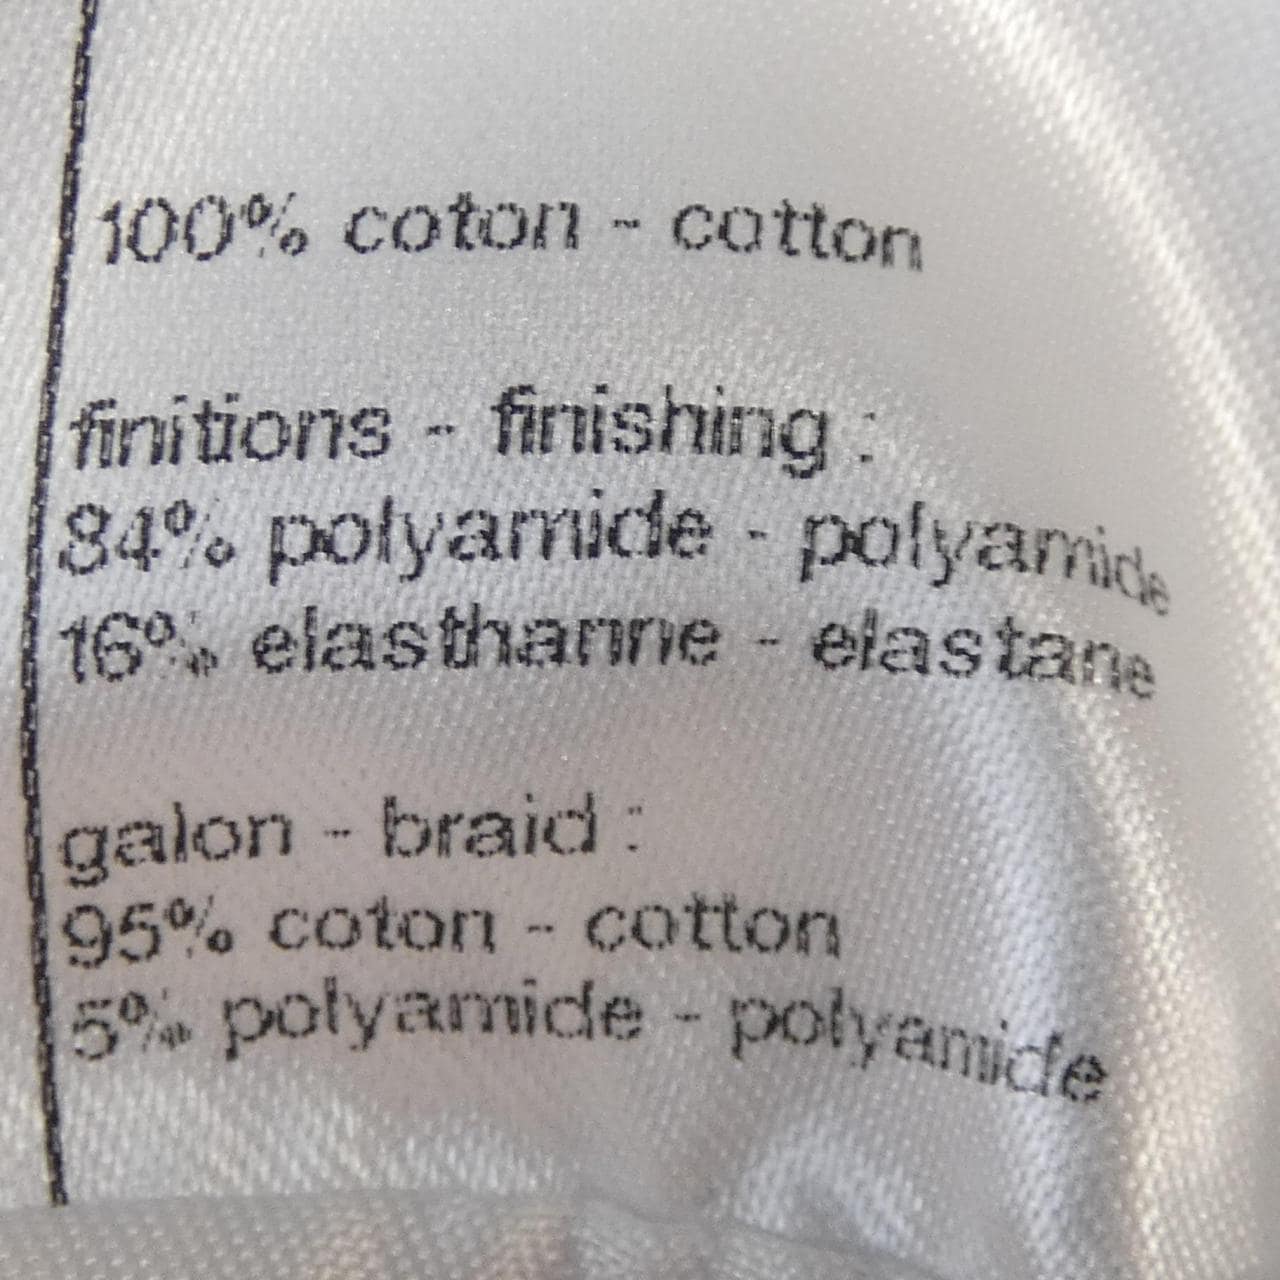 100% coton - cotton
finitions - finishing :
84% polyamide - polyamide
16% elasthanne - elastane
galon - braid :
95% coton - cotton
5% polyamide - polyamide